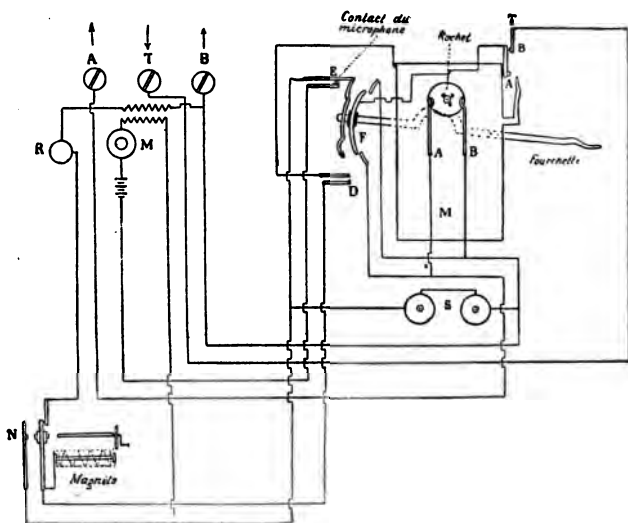 Contact du
microphone
Rochet
T
A
T
B
E
B
A
R
M
C
F
A
B
Fourchette
D
M
S
N
Magnéto